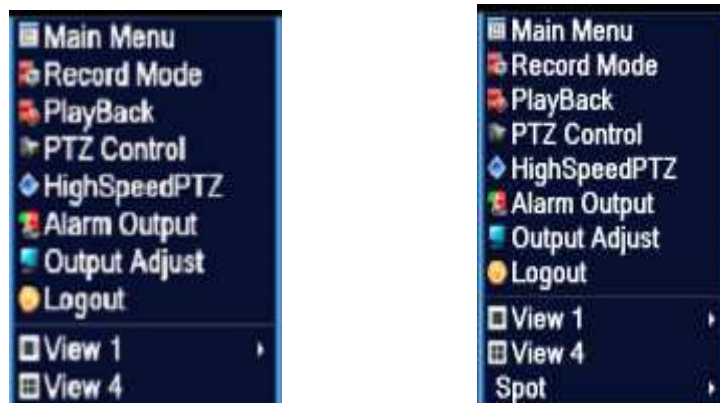 Main Menu
Record Mode
PlayBack
PTZ Control
HighSpeedPTZ
Alarm Output
Output Adjust
Logout
View 1
View 4
Main Menu
Record Mode
PlayBack
PTZ Control
HighSpeedPTZ
Alarm Output
Output Adjust
Logout
View 1
View 4
Spot